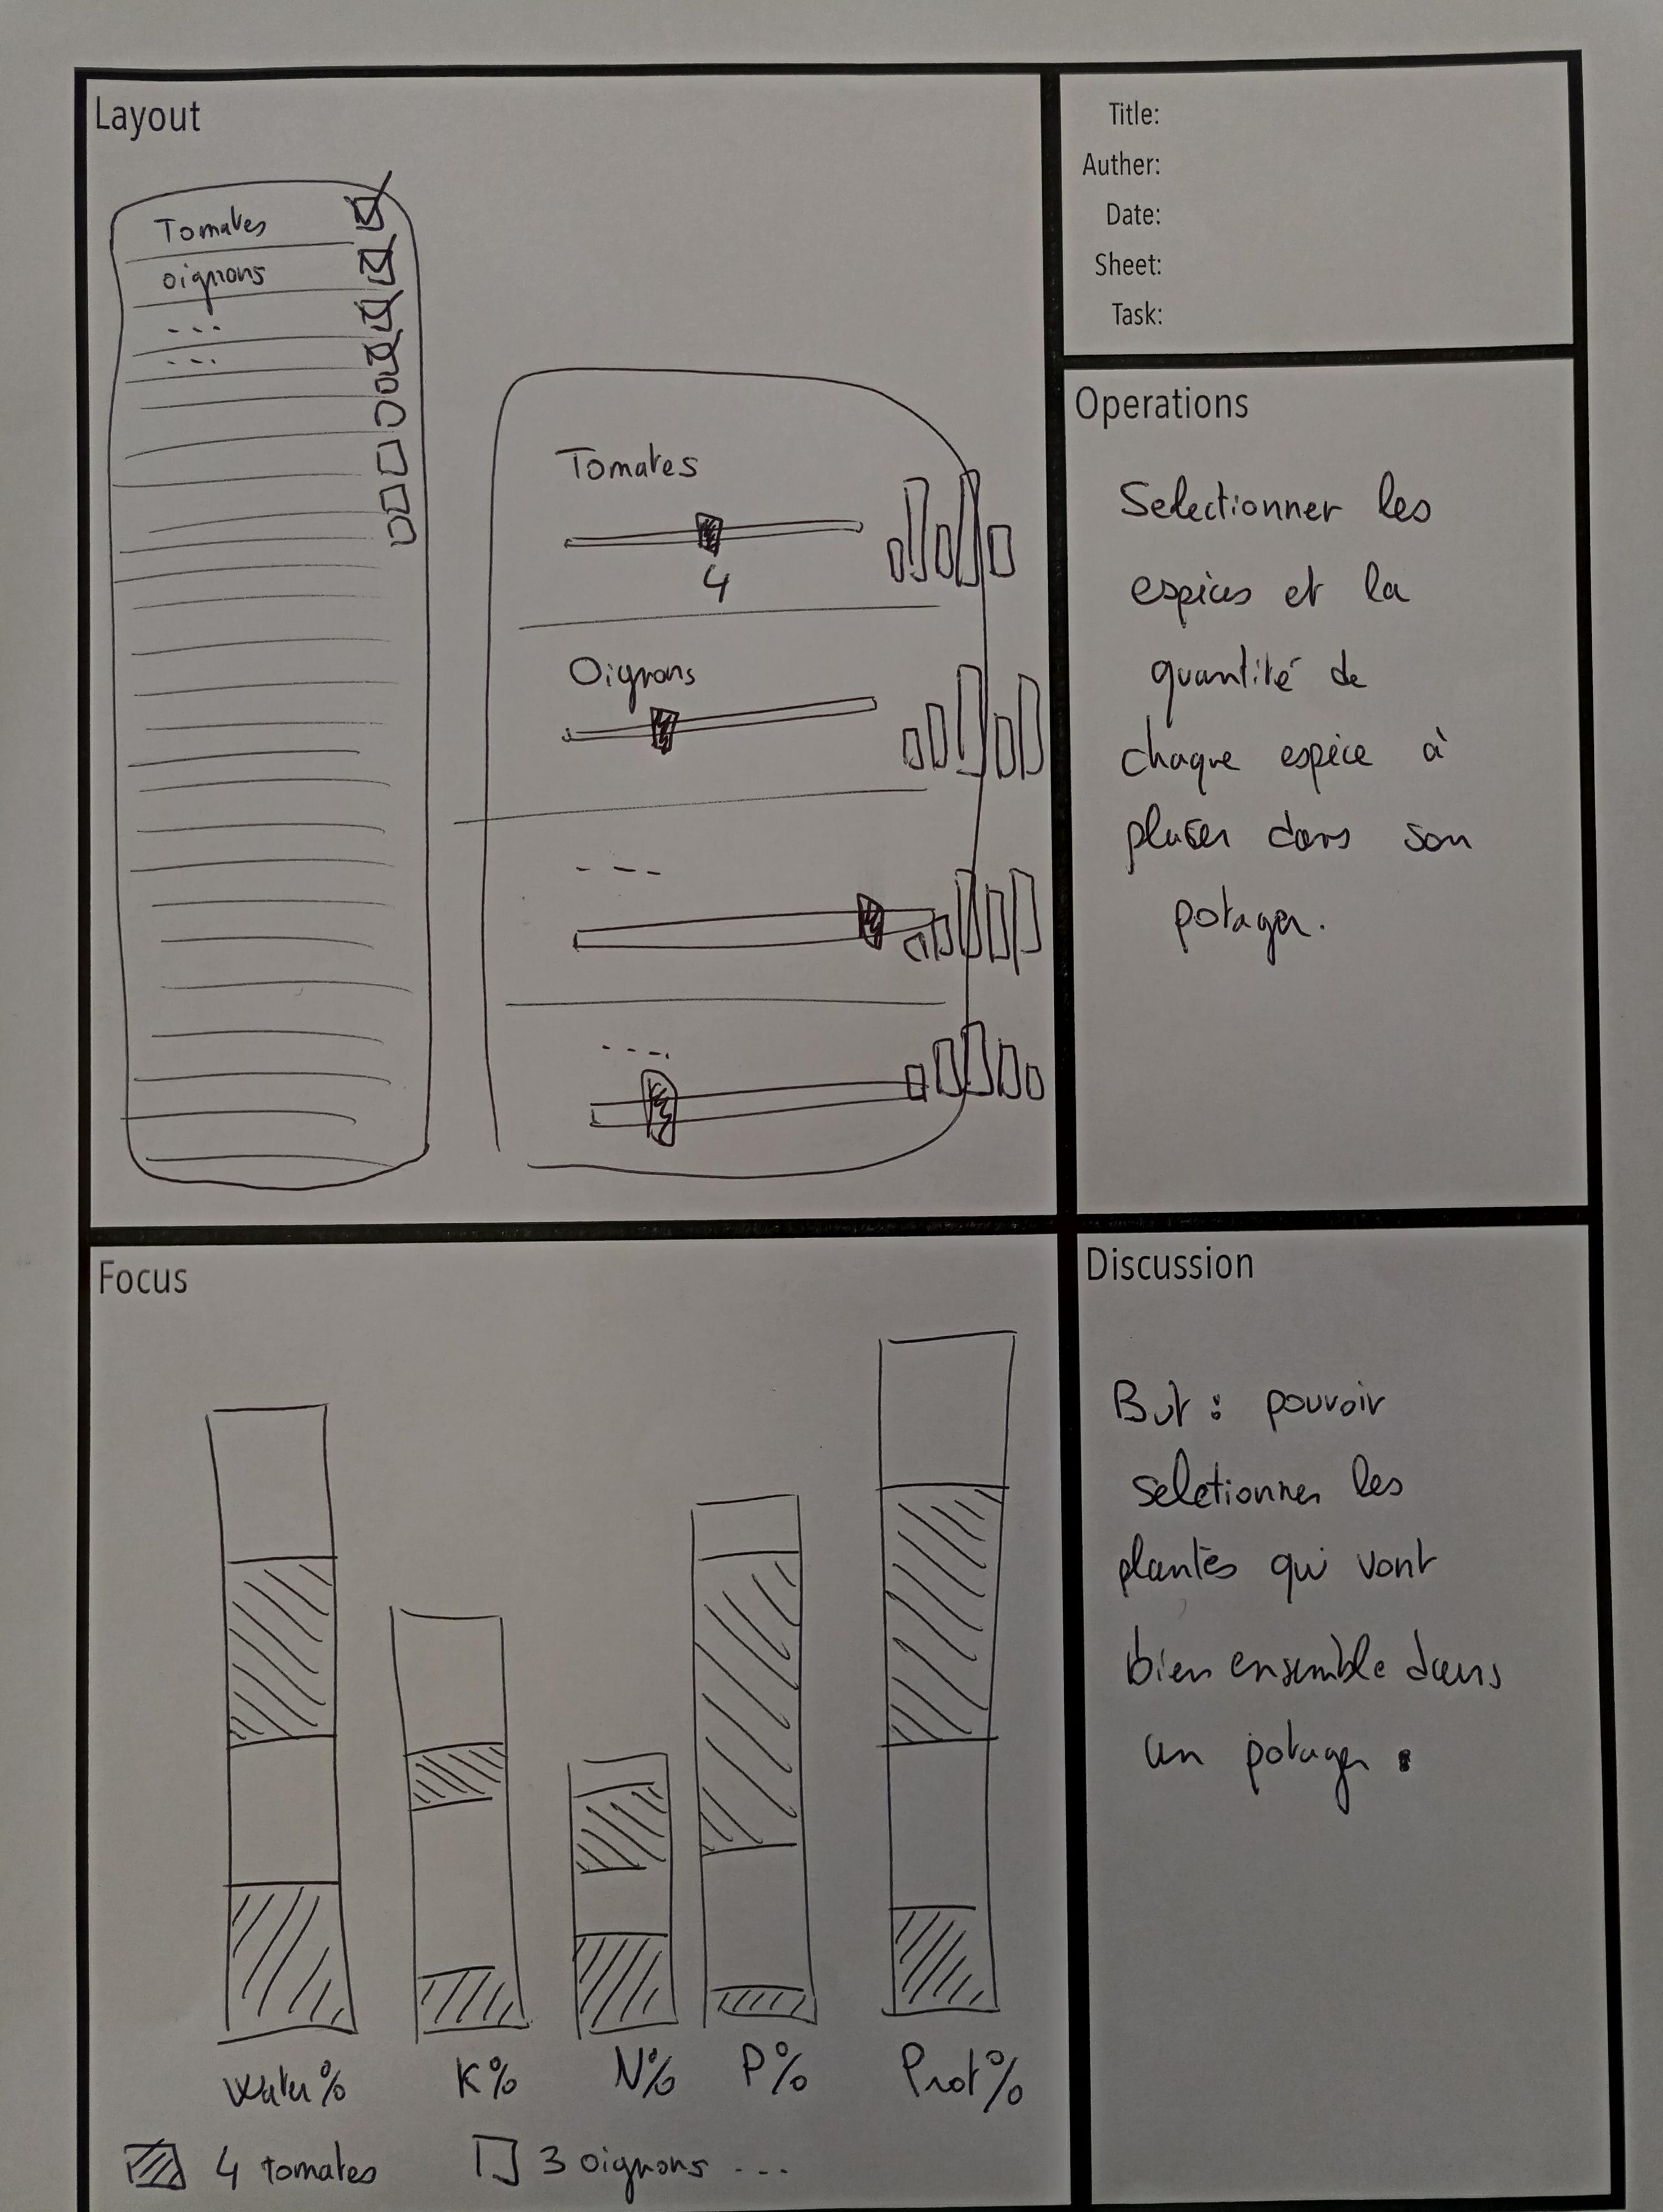 Layout
Tomates
oignons
...
...
Tomates
4
Oignons
----
----
Title:
Auther:
Date:
Sheet:
Task:
Operations
Selectionner les
espices et la
quantité de
chaque espèce à
planter dans son
potager.
Focus
Water%
K%
N%
P%
Prot%
4 tomates
3 oignons ...
Discussion
But : pouvoir
seletionner les
plantes qui vont
bien ensemble dans
un potager.